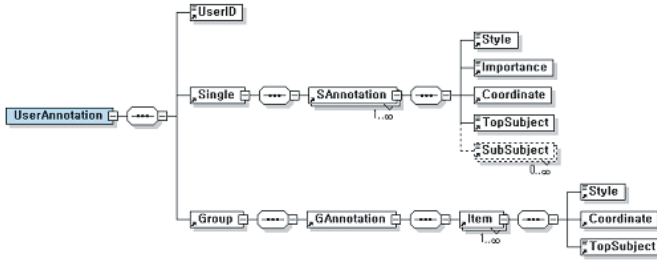 UserID
Style
Importance
Single
SAnnotation
Coordinate
1..∞
TopSubject
UserAnnotation
SubSubject
0..∞
Style
Group
GAnnotation
Item
Coordinate
1..∞
TopSubject